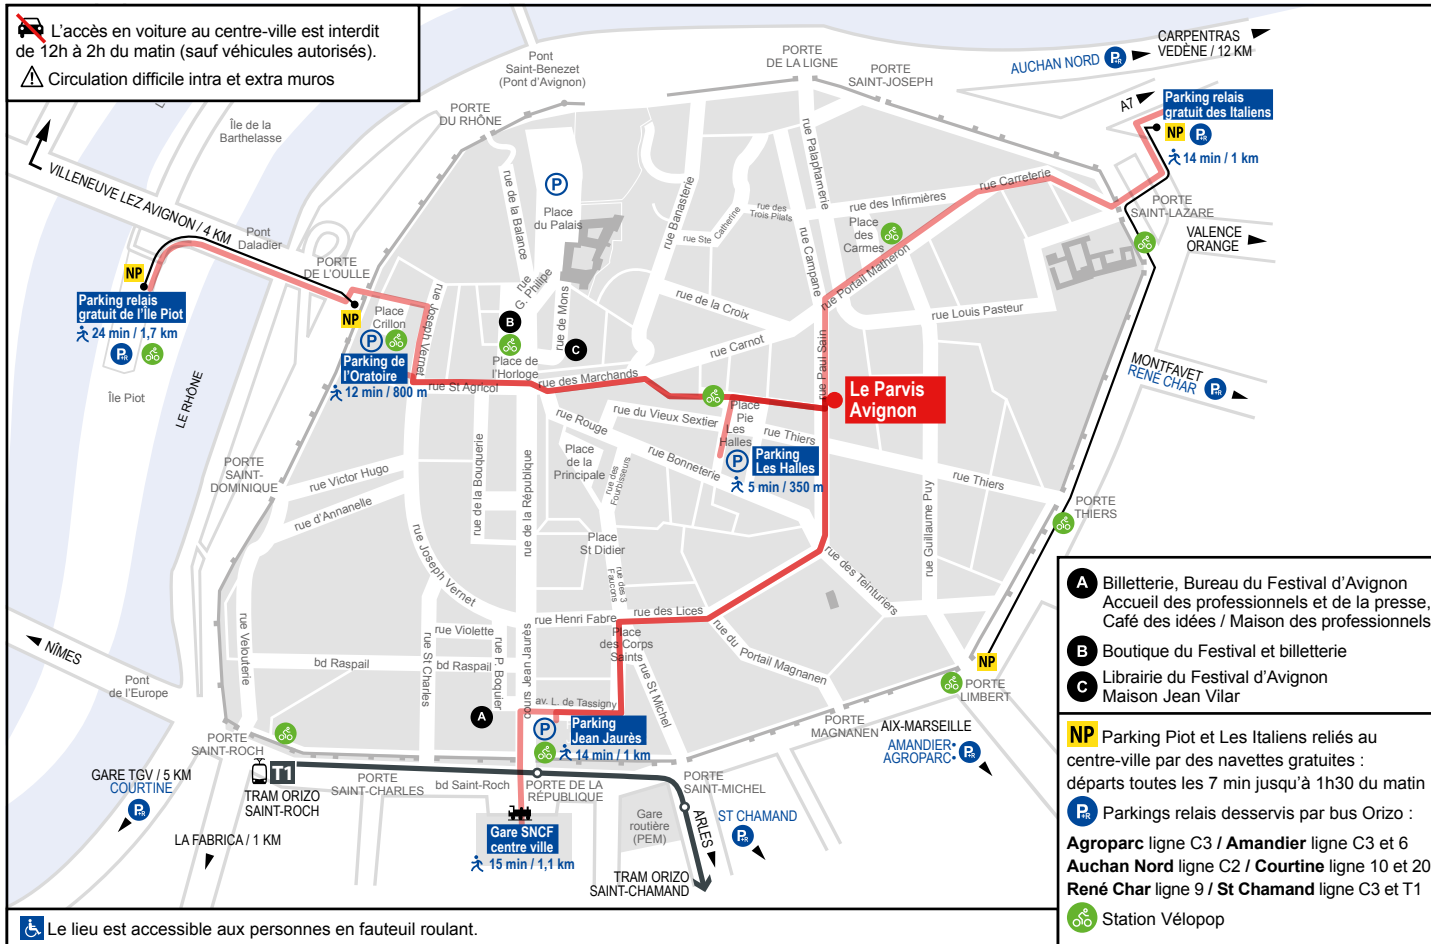 L'accès en voiture au centre-ville est interdit
de 12h à 2h du matin (sauf véhicules autorisés).
Circulation difficile intra et extra muros
Pont
Saint-Benezet
(Pont d'Avignon)
PORTE
DE LA LIGNE
PORTE
SAINT-JOSEPH
AUCHAN NORD
P+R
CARPENTRAS
VEDÈNE / 12 KM
A7
Parking relais
gratuit des Italiens
NP
P+R
14 min / 1 km
PORTE
DU RHÔNE
Île de la
Barthelasse
VILLENEUVE LEZ AVIGNON / 4 KM
Pont
Daladier
PORTE
DE L'OULLE
NP
Parking relais
gratuit de l'Île Piot
24 min / 1,7 km
P+R
Île Piot
LE RHÔNE
NP
Place
Crillon
P
Parking de
l'Oratoire
12 min / 800 m
rue Joseph Vernet
rue de la Balance
P
Place
du Palais
rue
G. Philipe
rue de Mons
B
C
Place de
l'Horloge
rue Banasterie
rue Ste
Catherine
rue des
Trois Pilats
rue Palapharnerie
rue des Infirmières
rue Carreterie
Place
des
Carmes
rue Campane
rue Portail Matheron
rue Louis Pasteur
PORTE
SAINT-LAZARE
VALENCE
ORANGE
rue de la Croix
rue Carnot
rue Paul Sain
rue St Agricol
rue des Marchands
Le Parvis
Avignon
MONTFAVET
RENÉ CHAR
P+R
rue du Vieux Sextier
Place
Pie
Les
Halles
rue Thiers
P
Parking
Les Halles
5 min / 350 m
rue Rouge
rue Bonneterie
Place
de la
Principale
rue des
Fourbisseurs
rue Thiers
PORTE
THIERS
PORTE
SAINT-
DOMINIQUE
rue Victor Hugo
rue d'Annanelle
rue de la Bouquerie
rue de la République
Place
St Didier
rue des 3
Faucons
rue Guillaume Puy
rue des Teinturiers
rue Joseph Vernet
rue Henri Fabre
rue des Lices
Place
des Corps
Saints
rue du
Portail Magnanen
rue St Michel
rue Velouterie
rue Violette
bd Raspail
bd Raspail
rue St Charles
rue P. Boquier
cours Jean Jaurès
av. L. de Tassigny
A
P
Parking
Jean Jaurès
14 min / 1 km
NP
PORTE
LIMBERT
PORTE
MAGNANEN
AIX-MARSEILLE
AMANDIER
AGROPARC
P+R
NÎMES
Pont
de l'Europe
PORTE
SAINT-ROCH
GARE TGV / 5 KM
COURTINE
P+R
T1
TRAM ORIZO
SAINT-ROCH
LA FABRICA / 1 KM
PORTE
SAINT-CHARLES
bd Saint-Roch
PORTE DE LA
RÉPUBLIQUE
Gare SNCF
centre ville
15 min / 1,1 km
Gare
routière
(PEM)
PORTE
SAINT-MICHEL
ARLES
ST CHAMAND
P+R
TRAM ORIZO
SAINT-CHAMAND
A Billetterie, Bureau du Festival d'Avignon
Accueil des professionnels et de la presse,
Café des idées / Maison des professionnels
B Boutique du Festival et billetterie
C Librairie du Festival d'Avignon
Maison Jean Vilar
NP Parking Piot et Les Italiens reliés au
centre-ville par des navettes gratuites :
départs toutes les 7 min jusqu'à 1h30 du matin
P+R Parkings relais desservis par bus Orizo :
Agroparc ligne C3 / Amandier ligne C3 et 6
Auchan Nord ligne C2 / Courtine ligne 10 et 20
René Char ligne 9 / St Chamand ligne C3 et T1
Station Vélopop
Le lieu est accessible aux personnes en fauteuil roulant.